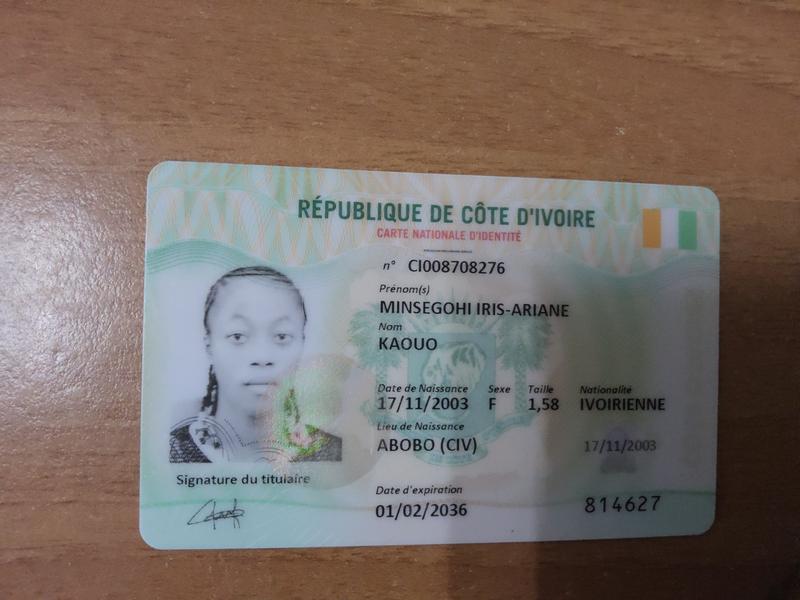 RÉPUBLIQUE DE CÔTE D'IVOIRE
CARTE NATIONALE D'IDENTITÉ
n° CI008708276
Prénom(s)
MINSEGOHI IRIS-ARIANE
Nom
KAOUO
Date de Naissance Sexe Taille Nationalité
17/11/2003 F 1,58 IVOIRIENNE
Lieu de Naissance
ABOBO (CIV)
17/11/2003
Signature du titulaire
Date d'expiration
01/02/2036
814627